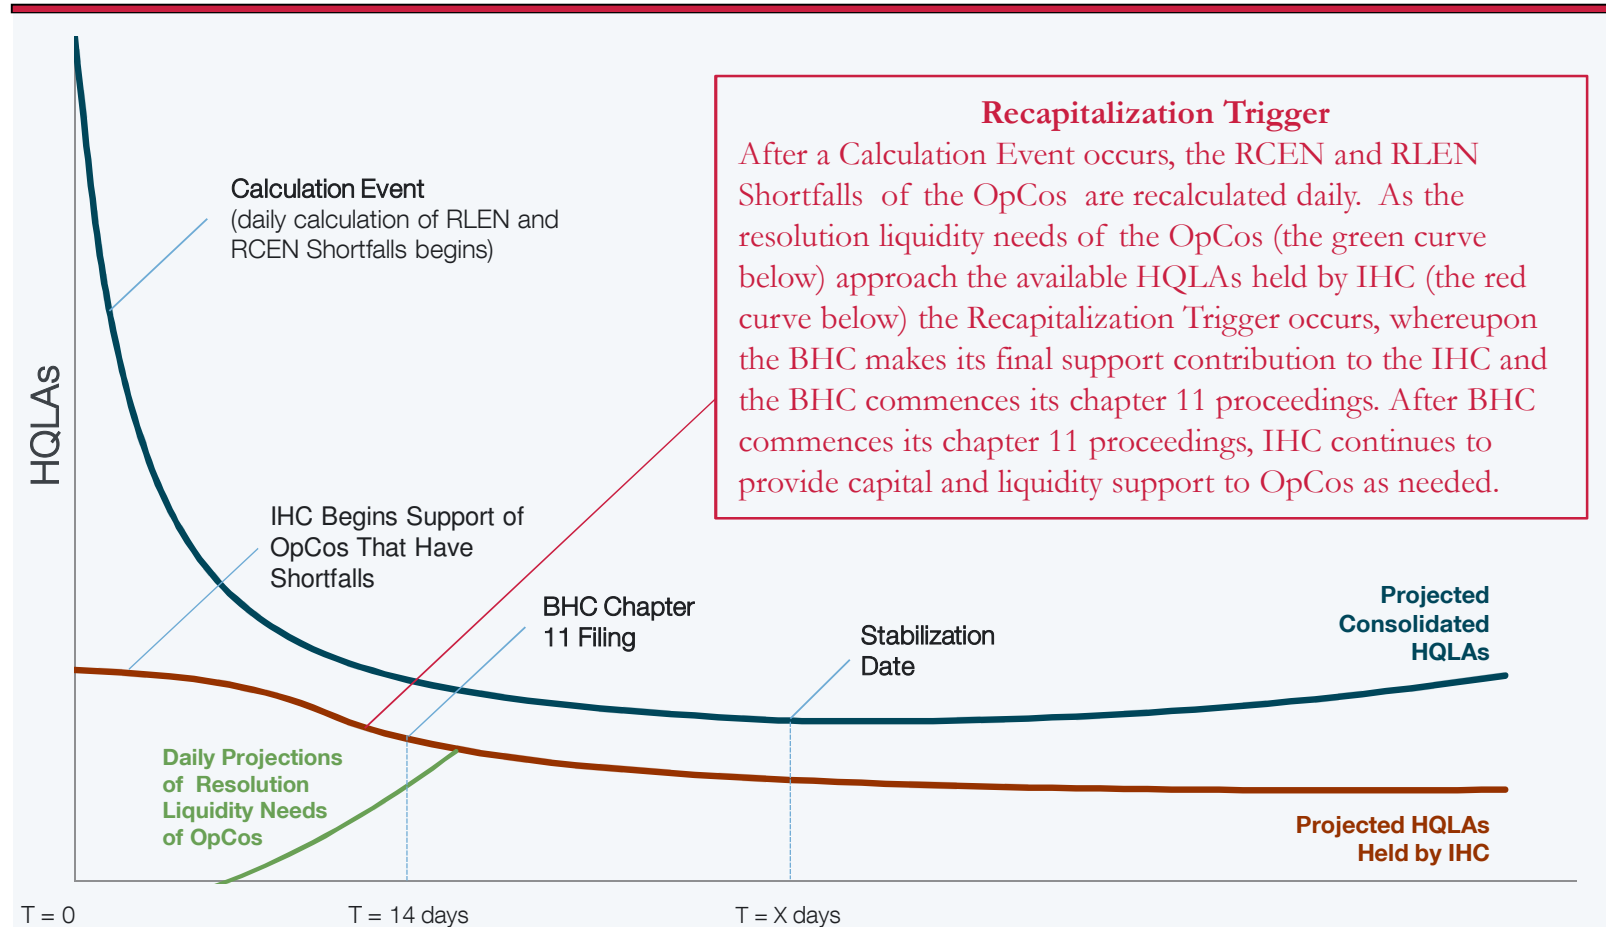 Recapitalization Trigger
After a Calculation Event occurs, the RCEN and RLEN
Shortfalls of the OpCos are recalculated daily. As the
resolution liquidity needs of the OpCos (the green curve
below) approach the available HQLAs held by IHC (the red
curve below) the Recapitalization Trigger occurs, whereupon
the BHC makes its final support contribution to the IHC and
the BHC commences its chapter 11 proceedings. After BHC
commences its chapter 11 proceedings, IHC continues to
provide capital and liquidity support to OpCos as needed.
Calculation Event
(daily calculation of RLEN and
RCEN Shortfalls begins)
HQLAs
IHC Begins Support of
OpCos That Have
Shortfalls
BHC Chapter
11 Filing
Stabilization
Date
Projected
Consolidated
HQLAs
Daily Projections
of Resolution
Liquidity Needs
of OpCos
Projected HQLAs
Held by IHC
T = 0
T = 14 days
T = X days